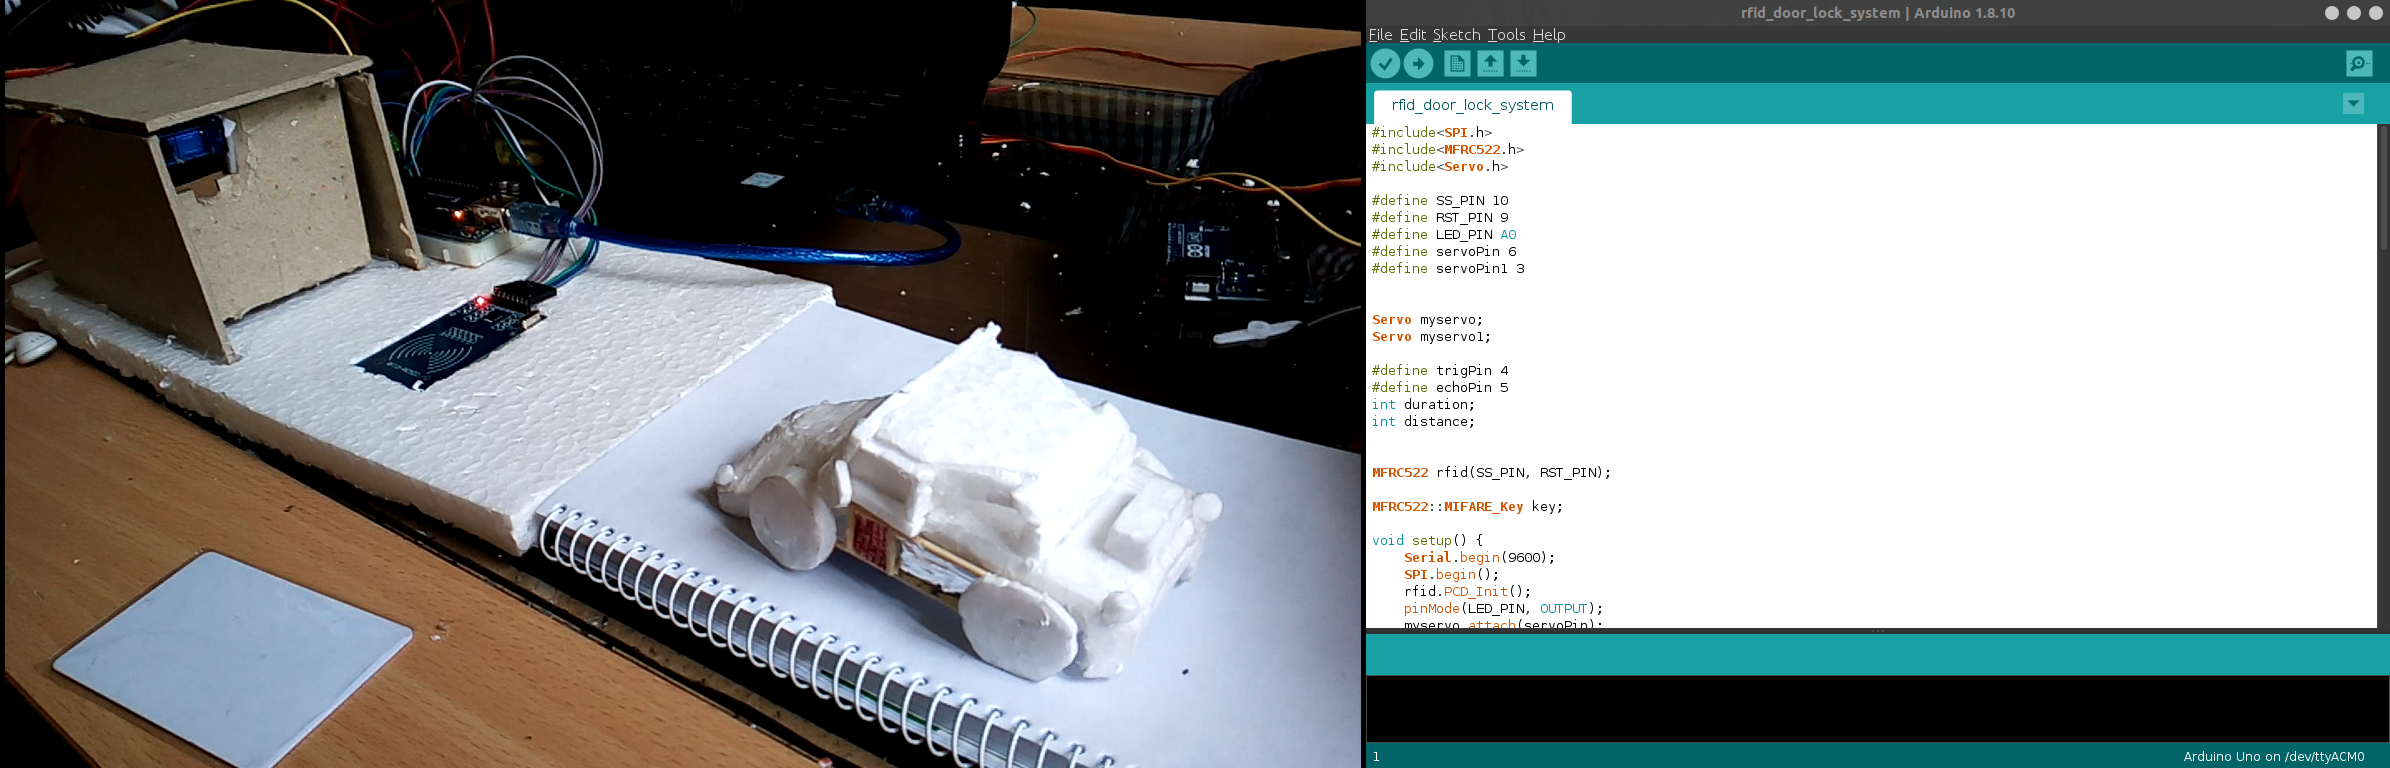 rfid_door_lock_system | Arduino 1.8.10
File Edit Sketch Tools Help
rfid_door_lock_system
#include<SPI.h>
#include<MFRC522.h>
#include<Servo.h>
#define SS_PIN 10
#define RST_PIN 9
#define LED_PIN A0
#define servoPin 6
#define servoPin1 3
Servo myservo;
Servo myservo1;
#define trigPin 4
#define echoPin 5
int duration;
int distance;
MFRC522 rfid(SS_PIN, RST_PIN);
MFRC522::MIFARE_Key key;
void setup() {
Serial.begin(9600);
SPI.begin();
rfid.PCD_Init();
pinMode(LED_PIN, OUTPUT);
myservo.attach(servoPin);
1
Arduino Uno on /dev/ttyACM0